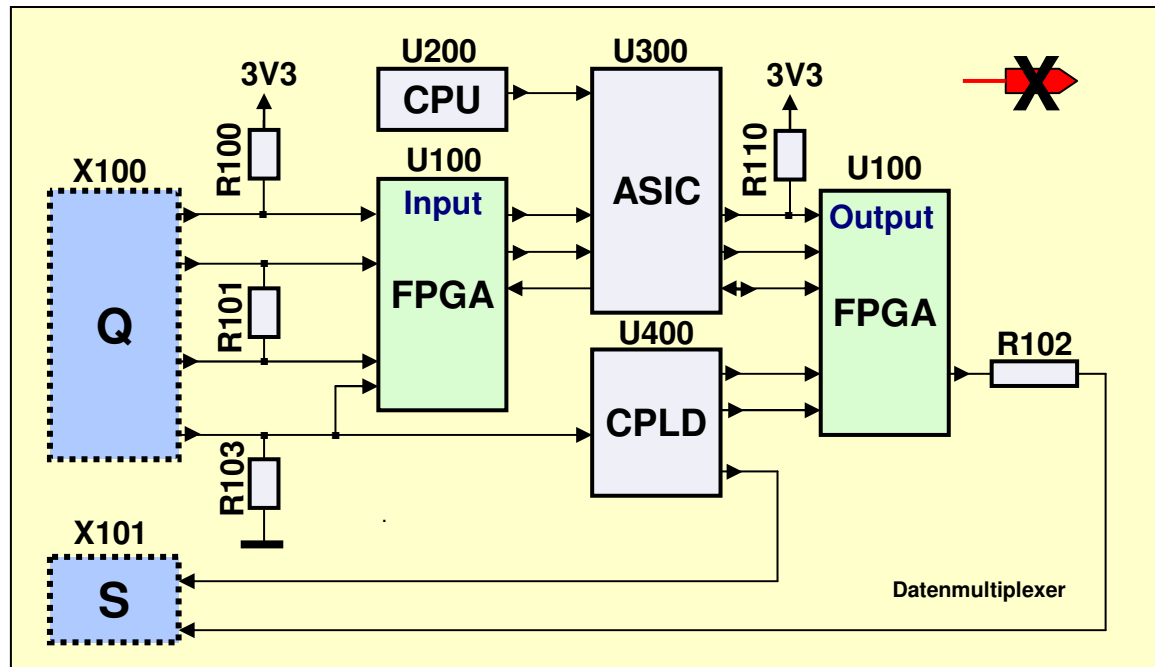 U200
U300
3V3
3V3
X
CPU
R100
R110
X100
U100
U100
Input
ASIC
Output
Q
R101
FPGA
FPGA
U400
R102
CPLD
R103
X101
S
Datenmultiplexer